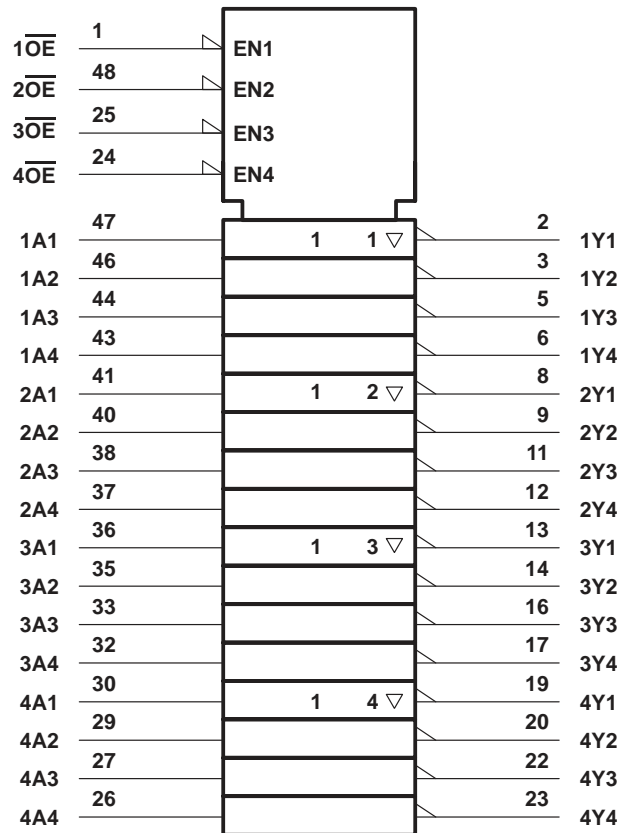 1O̅E̅ 1 EN1
2O̅E̅ 48 EN2
3O̅E̅ 25 EN3
4O̅E̅ 24 EN4
1A1 47 1 1 ▽ 2 1Y1
1A2 46 3 1Y2
1A3 44 5 1Y3
1A4 43 6 1Y4
2A1 41 1 2 ▽ 8 2Y1
2A2 40 9 2Y2
2A3 38 11 2Y3
2A4 37 12 2Y4
3A1 36 1 3 ▽ 13 3Y1
3A2 35 14 3Y2
3A3 33 16 3Y3
3A4 32 17 3Y4
4A1 30 1 4 ▽ 19 4Y1
4A2 29 20 4Y2
4A3 27 22 4Y3
4A4 26 23 4Y4